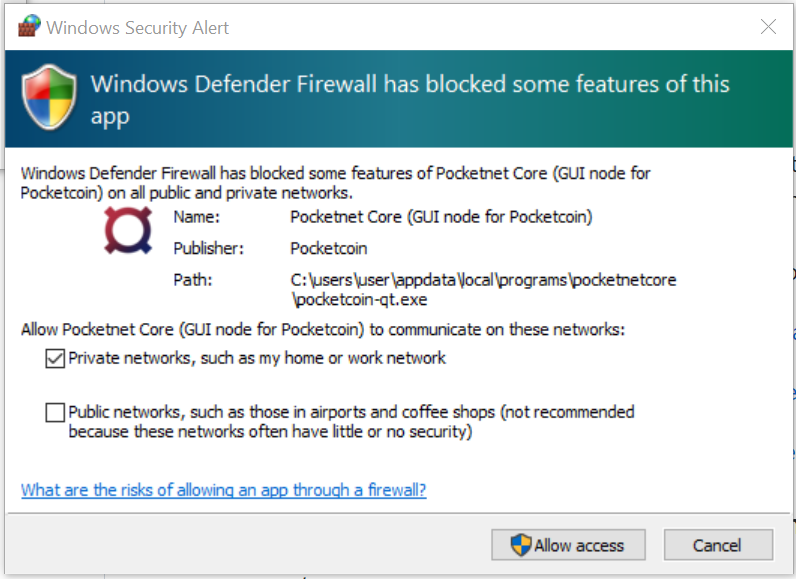 Windows Security Alert
Windows Defender Firewall has blocked some features of this
app
Windows Defender Firewall has blocked some features of Pocketnet Core (GUI node for
Pocketcoin) on all public and private networks.
Name: Pocketnet Core (GUI node for Pocketcoin)
Publisher: Pocketcoin
Path: C:\users\user\appdata\local\programs\pocketnetcore
\pocketcoin-qt.exe
Allow Pocketnet Core (GUI node for Pocketcoin) to communicate on these networks:
Private networks, such as my home or work network
Public networks, such as those in airports and coffee shops (not recommended
because these networks often have little or no security)
What are the risks of allowing an app through a firewall?
Allow access
Cancel